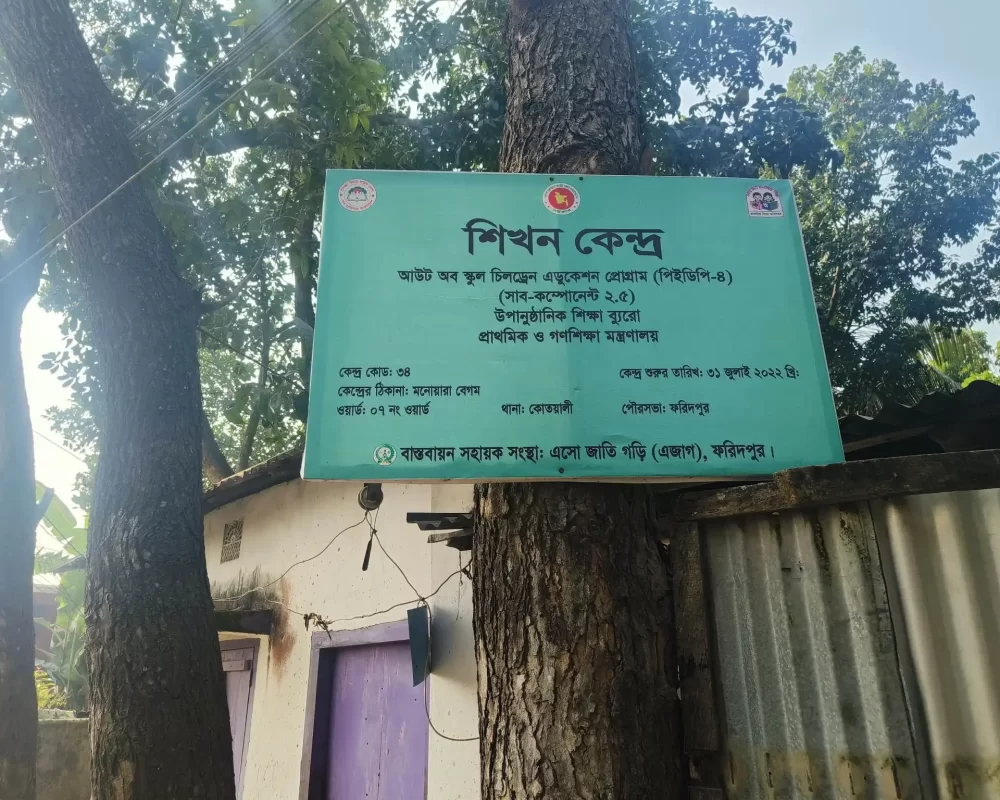 শিখন কেন্দ্র
আউট অব স্কুল চিলড্রেন এডুকেশন প্রোগ্রাম (পিইডিপি-৪)
(সাব-কম্পোনেন্ট ২.৫)
উপানুষ্ঠানিক শিক্ষা ব্যুরো
প্রাথমিক ও গণশিক্ষা মন্ত্রণালয়
কেন্দ্র কোড: ৩৪ কেন্দ্র শুরুর তারিখ: ৩১ জুলাই ২০২২ খ্রি:
কেন্দ্রের ঠিকানা: মনোয়ারা বেগম
ওয়ার্ড: ০৭ নং ওয়ার্ড থানা: কোতয়ালী পৌরসভা: ফরিদপুর
বাস্তবায়ন সহায়ক সংস্থা: এসো জাতি গড়ি (এজাগ), ফরিদপুর।